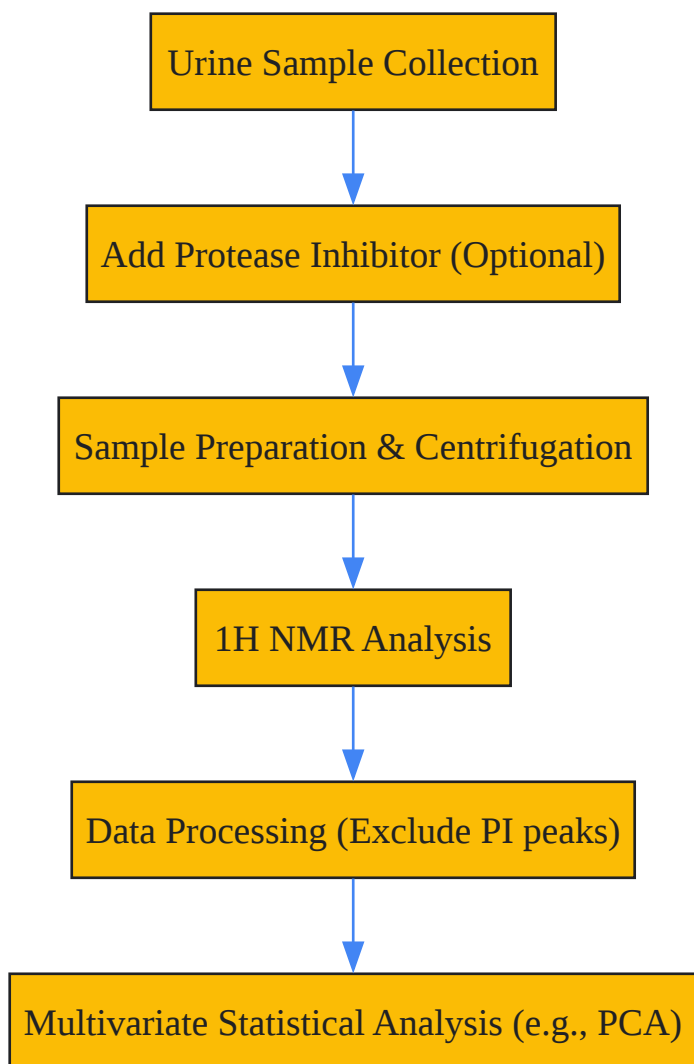 Urine Sample Collection
Add Protease Inhibitor (Optional)
Sample Preparation & Centrifugation
1H NMR Analysis
Data Processing (Exclude PI peaks)
Multivariate Statistical Analysis (e.g., PCA)